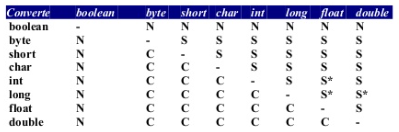 Converte boolean byte short char int long float double
boolean - N N N N N N N
byte N - S S S S S S
short N C - S S S S S
char N C C - S S S S
int N C C C - S S* S
long N C C C C - S* S*
float N C C C C C - S
double N C C C C C C -